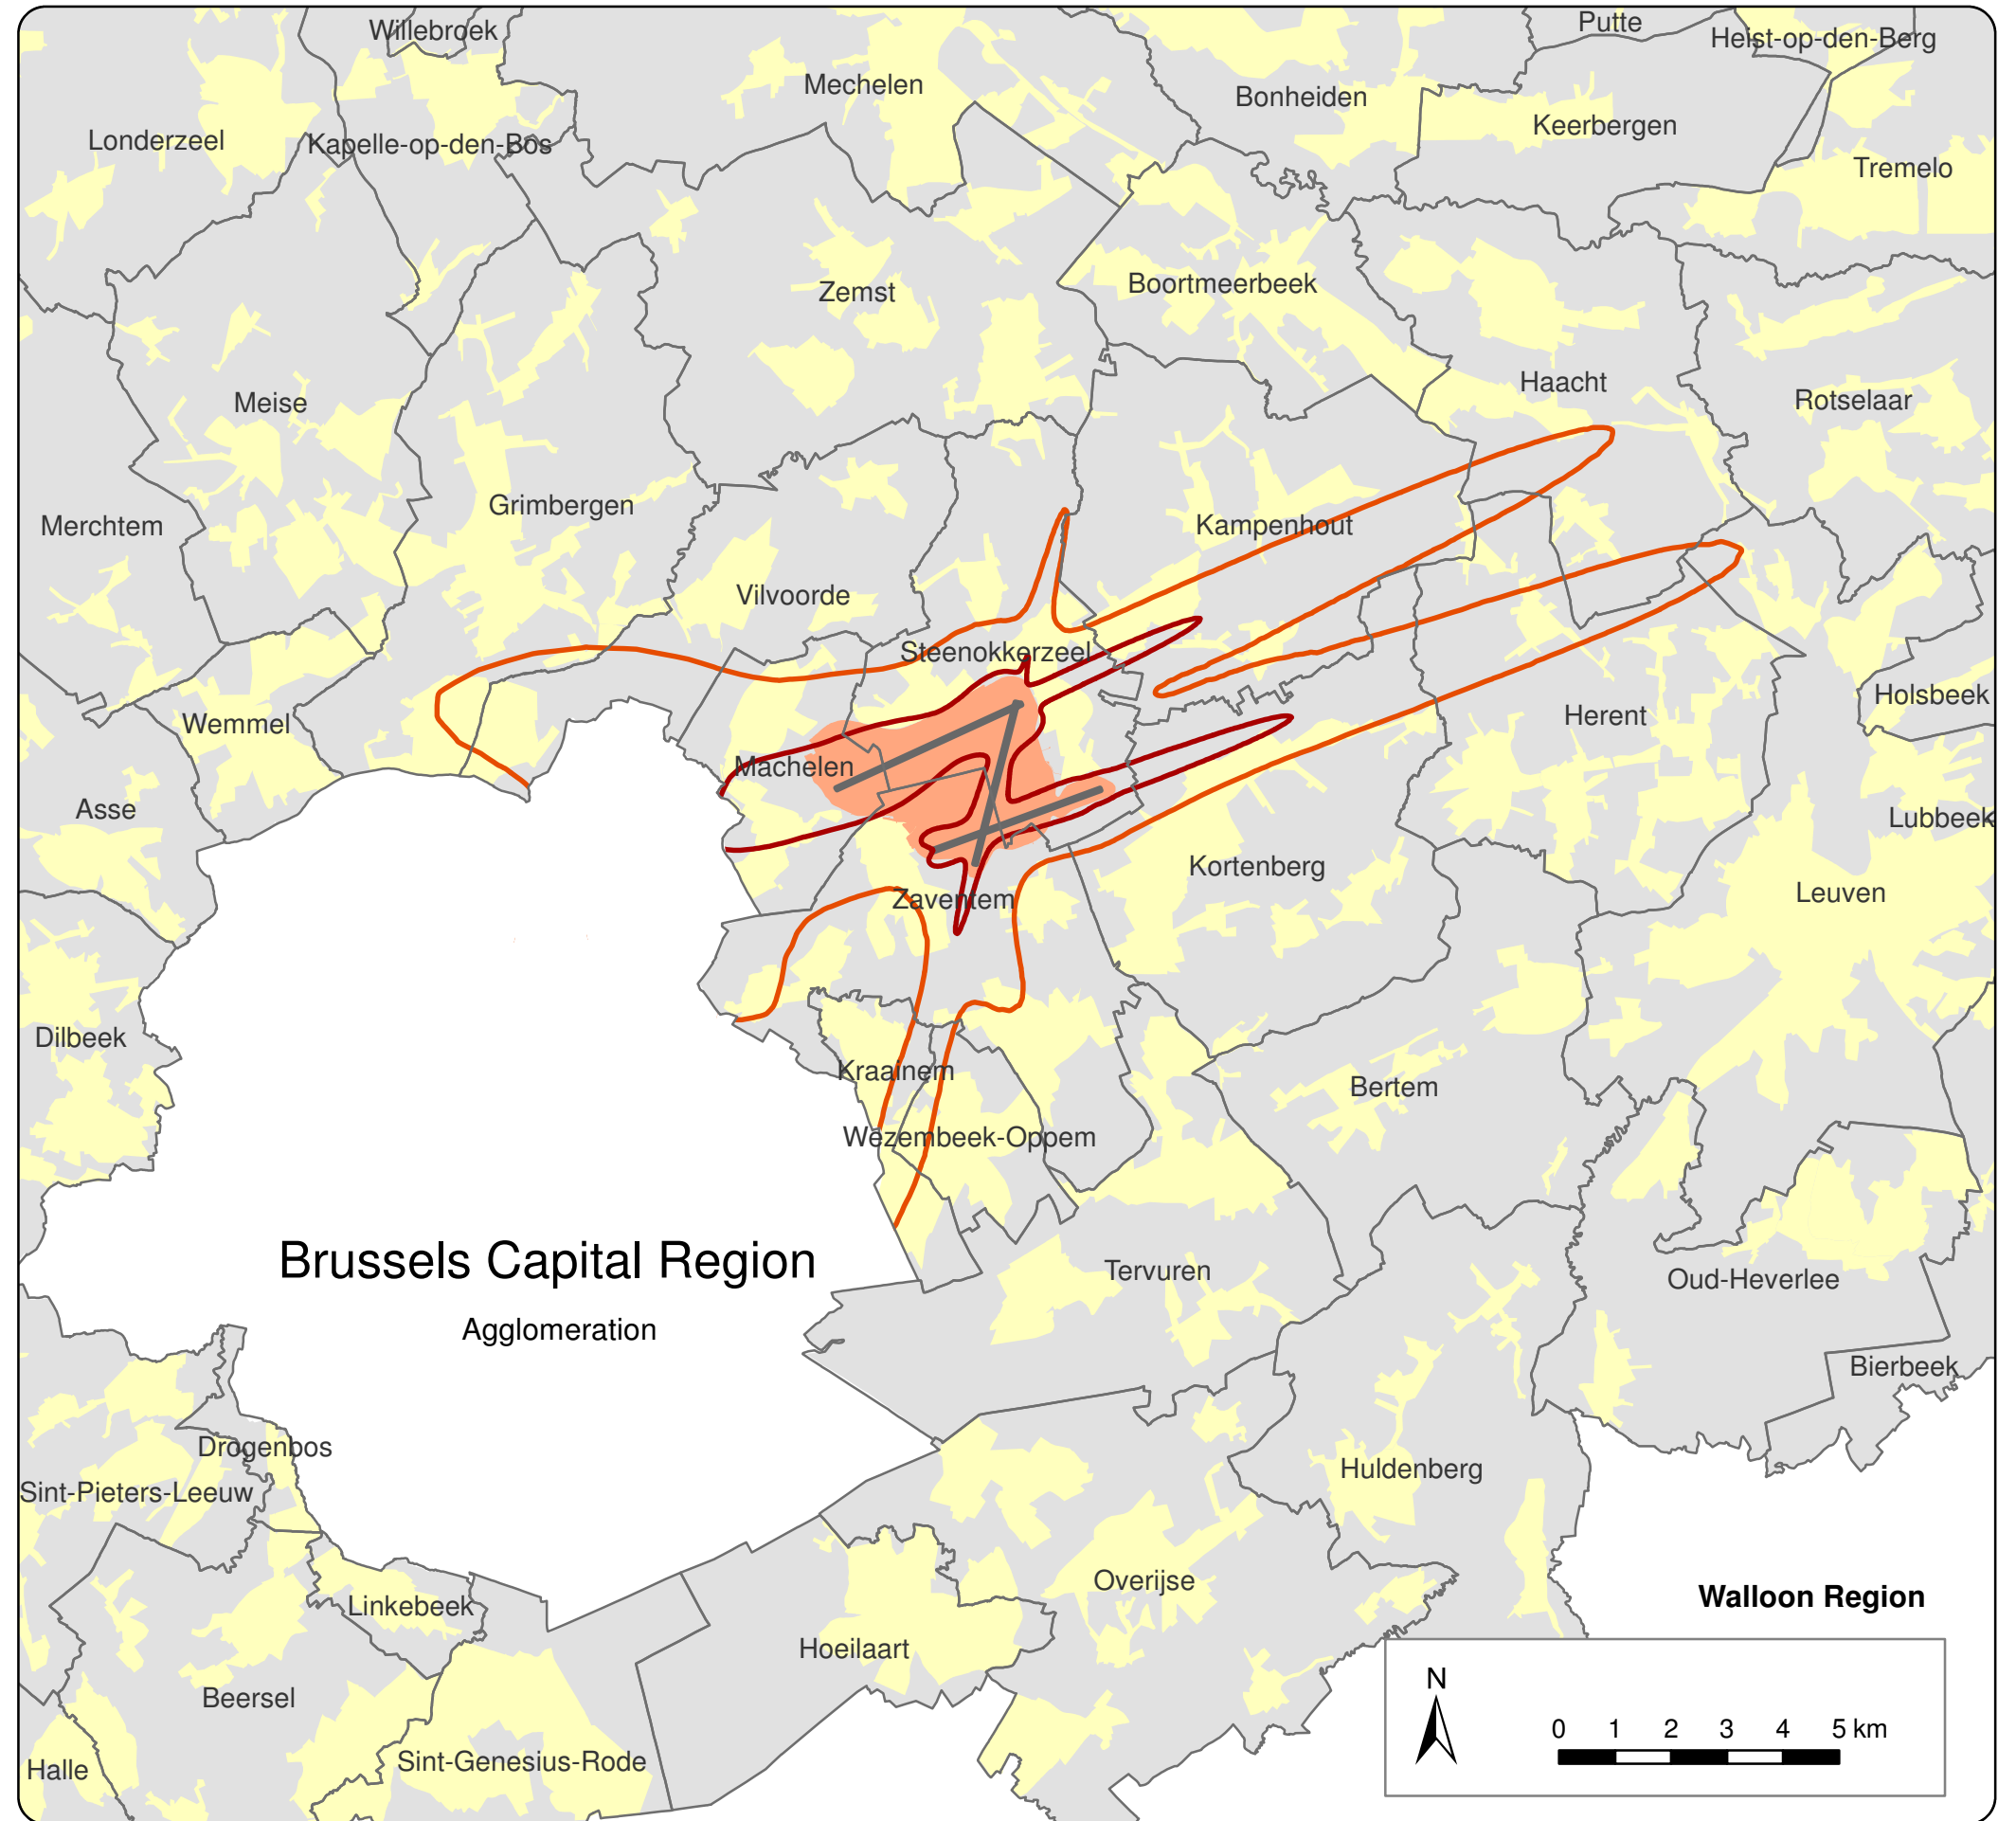 Willebroek
Putte
Heist-op-den-Berg
Mechelen
Bonheiden
Keerbergen
Londerzeel
Kapelle-op-den-Bos
Tremelo
Zemst
Boortmeerbeek
Haacht
Meise
Rotselaar
Grimbergen
Merchtem
Kampenhout
Vilvoorde
Steenokkerzeel
Holsbeek
Wemmel
Herent
Machelen
Asse
Lubbeek
Kortenberg
Leuven
Zaventem
Dilbeek
Kraainem
Bertem
Wezembeek-Oppem
Brussels Capital Region
Tervuren
Oud-Heverlee
Agglomeration
Bierbeek
Drogenbos
Huldenberg
Sint-Pieters-Leeuw
Overijse
Walloon Region
Linkebeek
Hoeilaart
Beersel
N
0 1 2 3 4 5 km
Sint-Genesius-Rode
Halle